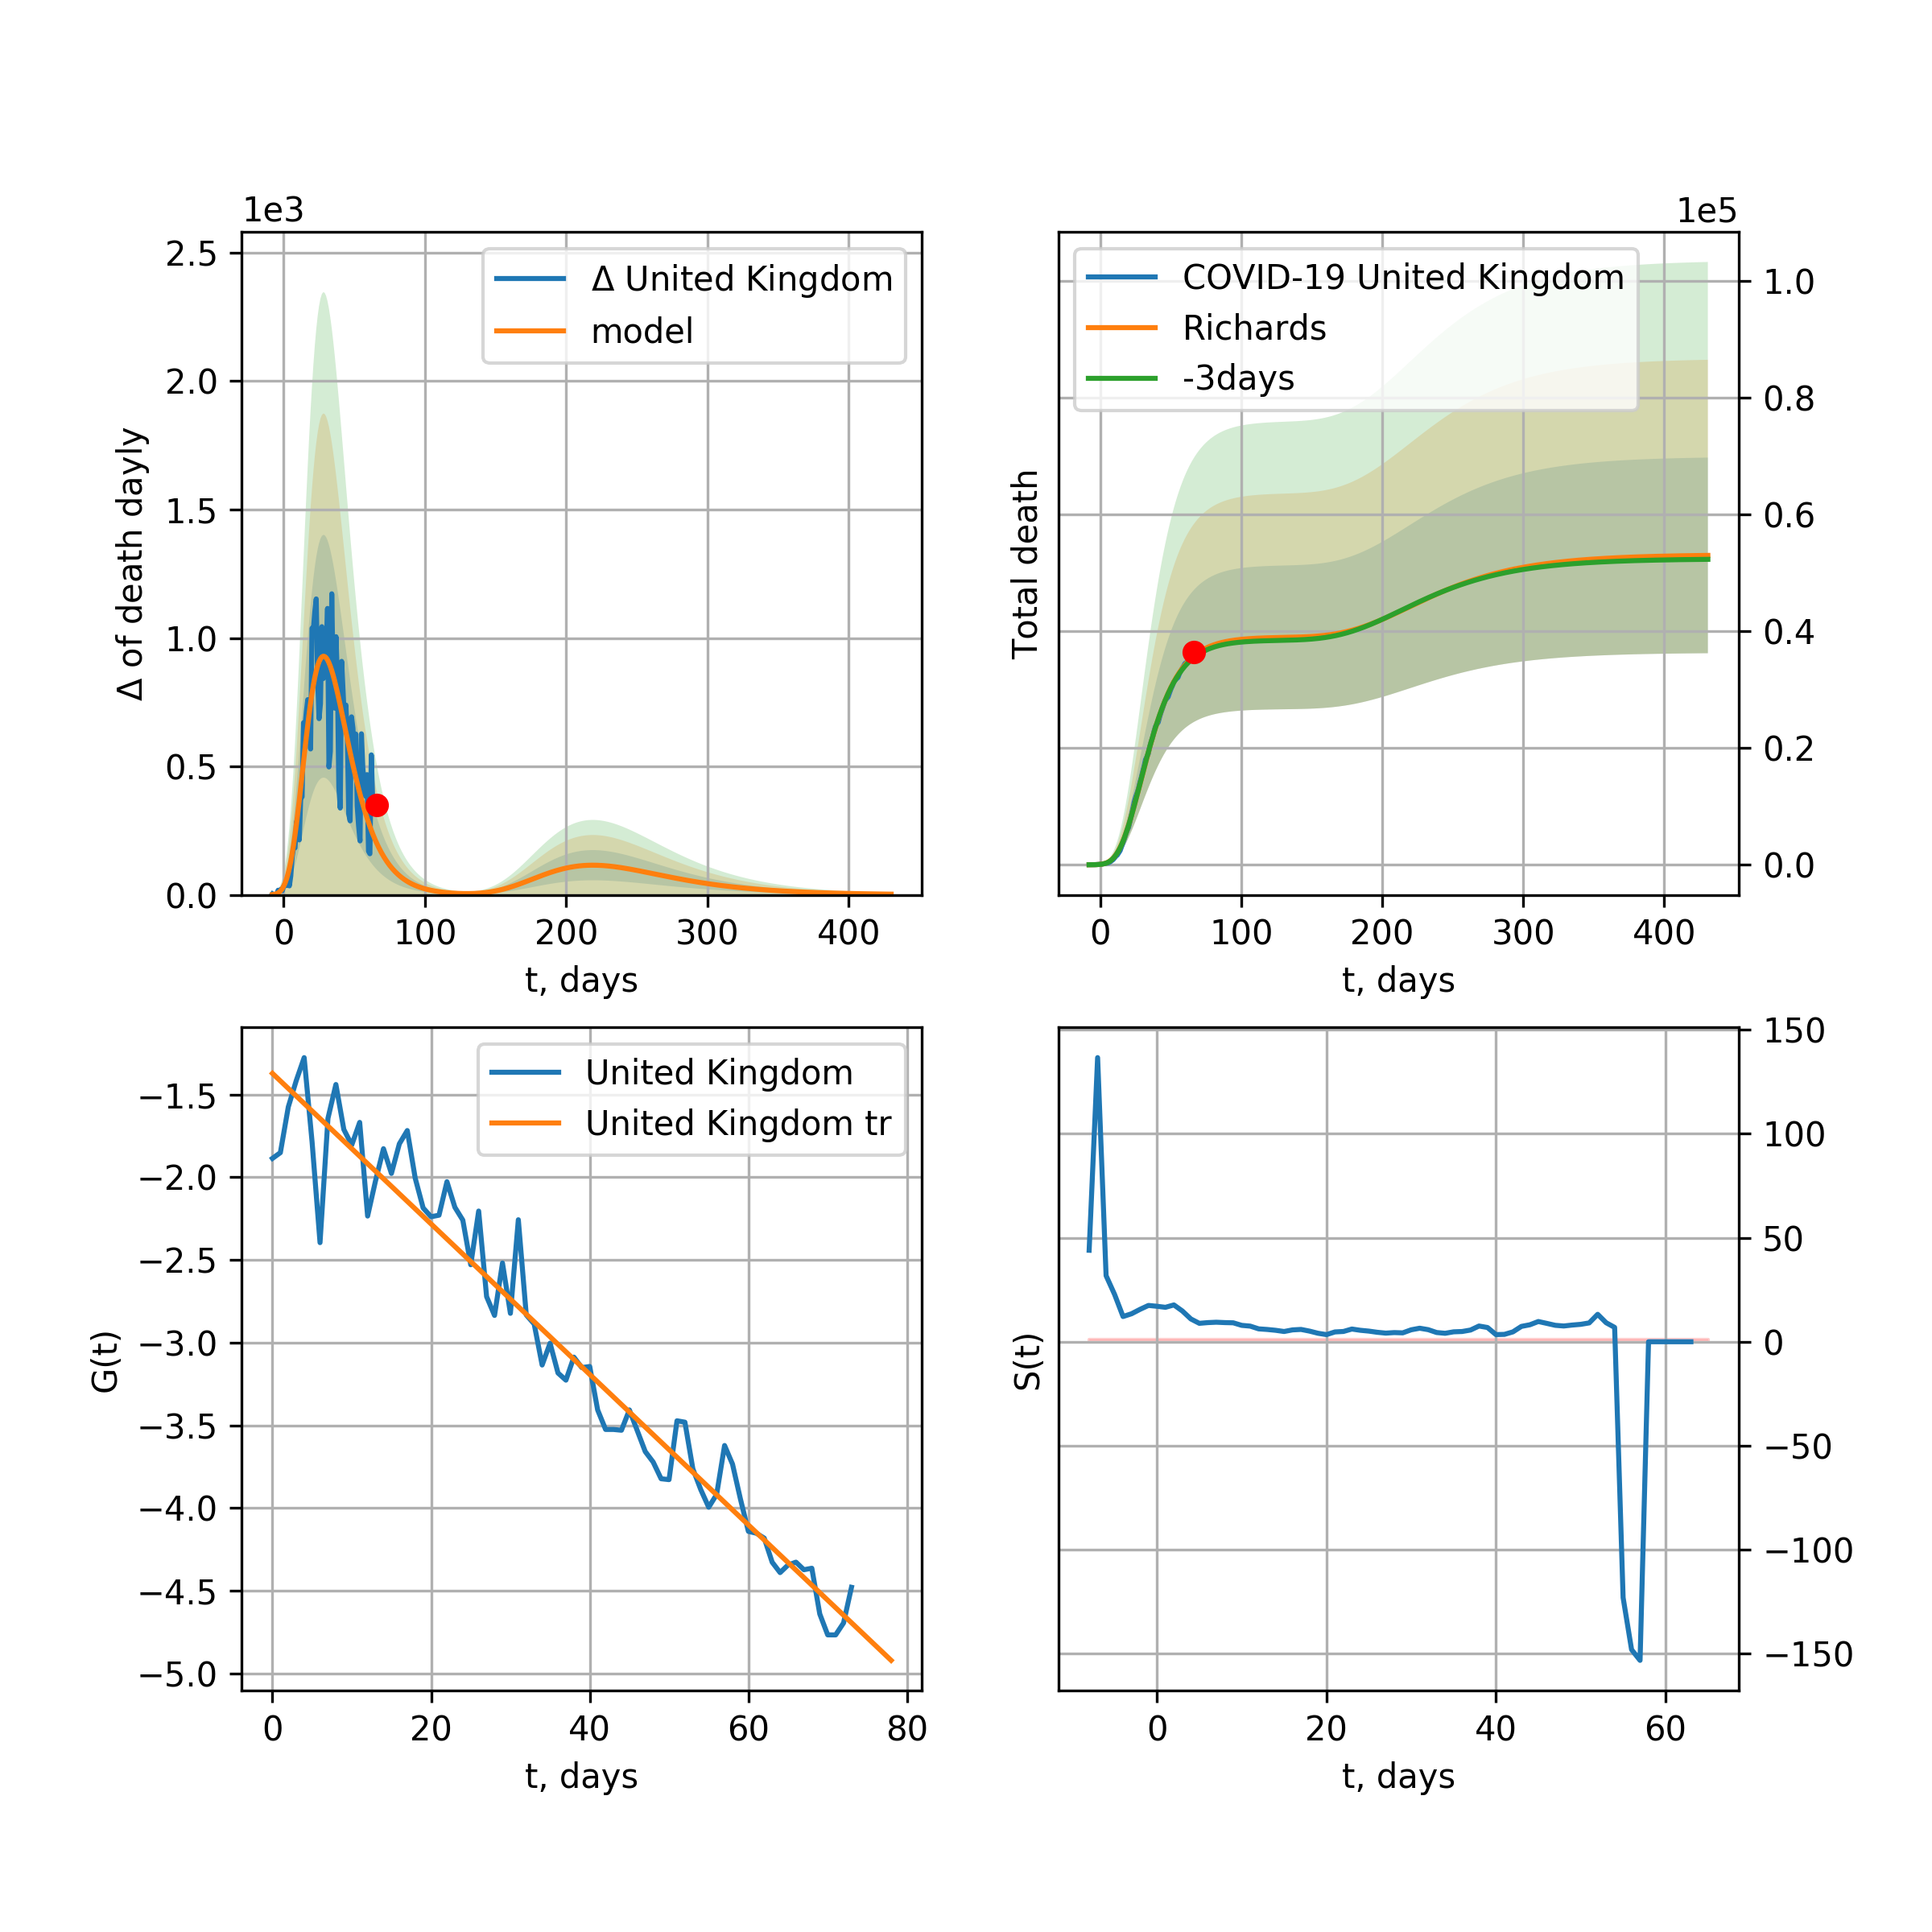 1e3
2.5
2.0
1.5
1.0
0.5
0.0
Δ of death dayly
Δ United Kingdom
model
0 100 200 300 400
t, days
1e5
Total death
COVID-19 United Kingdom
Richards
-3days
1.0
0.8
0.6
0.4
0.2
0.0
0 100 200 300 400
t, days
−1.5
−2.0
−2.5
−3.0
−3.5
−4.0
−4.5
−5.0
G(t)
United Kingdom
United Kingdom tr
0 20 40 60 80
t, days
S(t)
150
100
50
0
−50
−100
−150
0 20 40 60
t, days